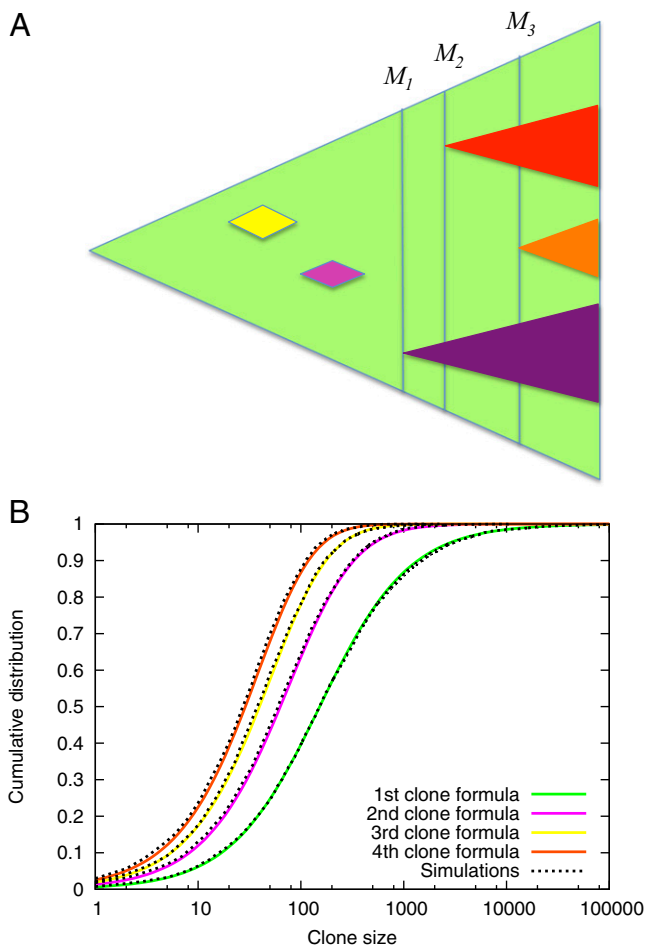 A
M1 M2 M3
B
Cumulative distribution
1
0.9
0.8
0.7
0.6
0.5
0.4
0.3
0.2
0.1
0
1st clone formula
2nd clone formula
3rd clone formula
4th clone formula
Simulations
1 10 100 1000 10000 100000
Clone size